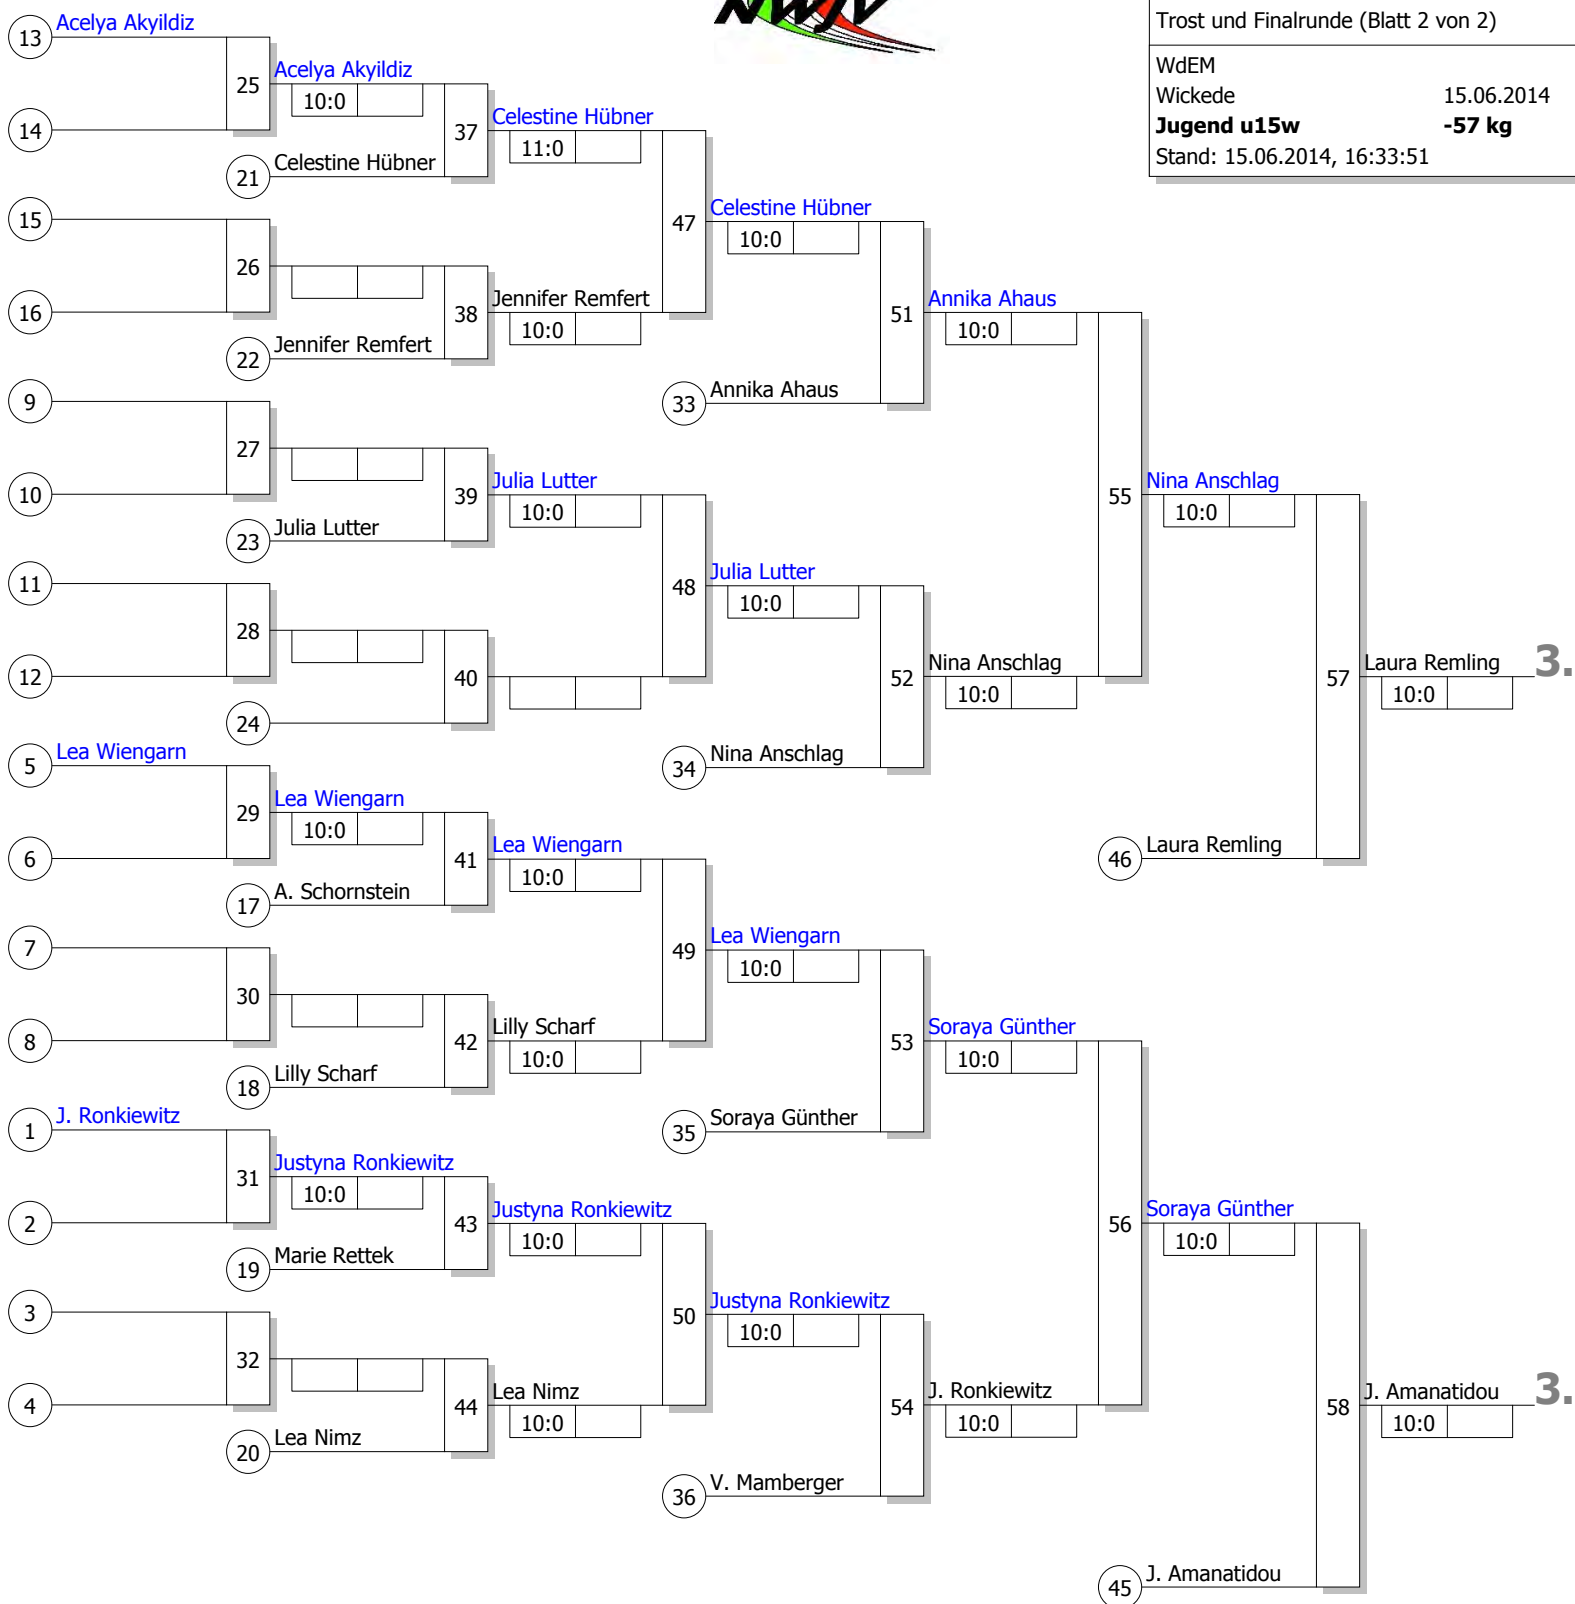 NWJV
Trost und Finalrunde (Blatt 2 von 2)
WdEM
Wickede 15.06.2014
Jugend u15w -57 kg
Stand: 15.06.2014, 16:33:51
13 Acelya Akyildiz
25 Acelya Akyildiz
10:0
14
37 Celestine Hübner
11:0
21 Celestine Hübner
15
47 Celestine Hübner
10:0
26
16
38 Jennifer Remfert
10:0
22 Jennifer Remfert
51 Annika Ahaus
10:0
33 Annika Ahaus
9
27
10
39 Julia Lutter
10:0
23 Julia Lutter
55 Nina Anschlag
10:0
11
48 Julia Lutter
10:0
28
12
40
24
52 Nina Anschlag
10:0
34 Nina Anschlag
57 Laura Remling 3.
10:0
5 Lea Wiengarn
29 Lea Wiengarn
10:0
6
41 Lea Wiengarn
10:0
46 Laura Remling
17 A. Schornstein
7
49 Lea Wiengarn
10:0
30
8
42 Lilly Scharf
10:0
18 Lilly Scharf
53 Soraya Günther
10:0
35 Soraya Günther
1 J. Ronkiewitz
31 Justyna Ronkiewitz
10:0
2
43 Justyna Ronkiewitz
10:0
56 Soraya Günther
10:0
19 Marie Rettek
3
50 Justyna Ronkiewitz
10:0
32
4
44 Lea Nimz
10:0
20 Lea Nimz
54 J. Ronkiewitz
10:0
58 J. Amanatidou 3.
10:0
36 V. Mamberger
45 J. Amanatidou